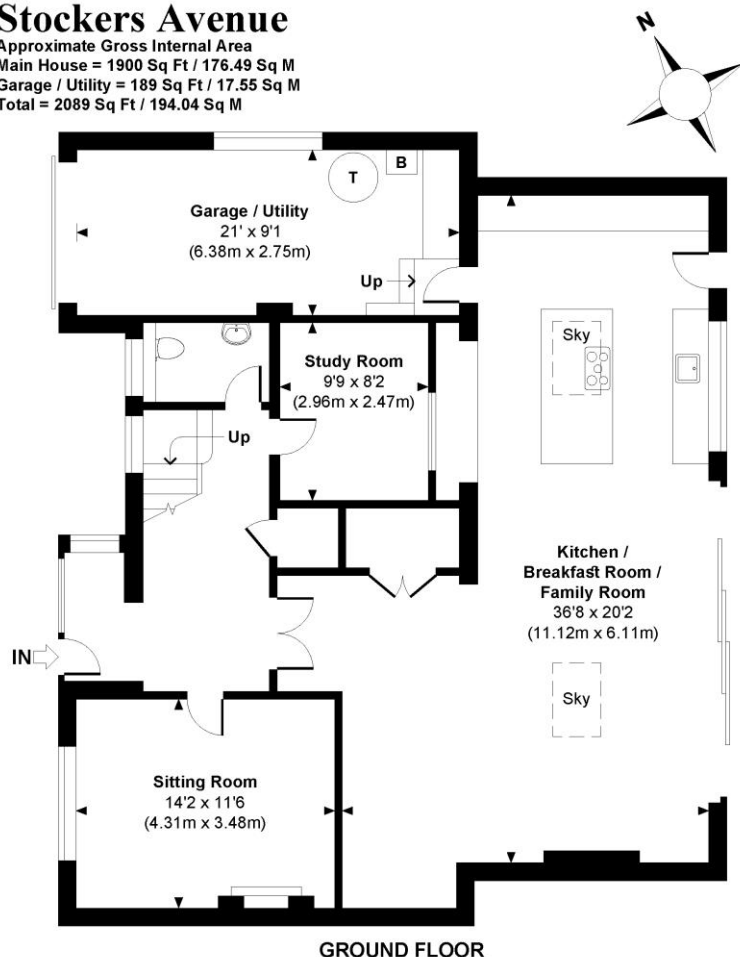 Stockers Avenue
Approximate Gross Internal Area
Main House = 1900 Sq Ft / 176.49 Sq M
Garage / Utility = 189 Sq Ft / 17.55 Sq M
Total = 2089 Sq Ft / 194.04 Sq M
N
T
B
Garage / Utility
21' x 9'1
(6.38m x 2.75m)
Up
Sky
Study Room
9'9 x 8'2
(2.96m x 2.47m)
Up
Kitchen /
Breakfast Room /
Family Room
36'8 x 20'2
(11.12m x 6.11m)
IN
Sky
Sitting Room
14'2 x 11'6
(4.31m x 3.48m)
GROUND FLOOR